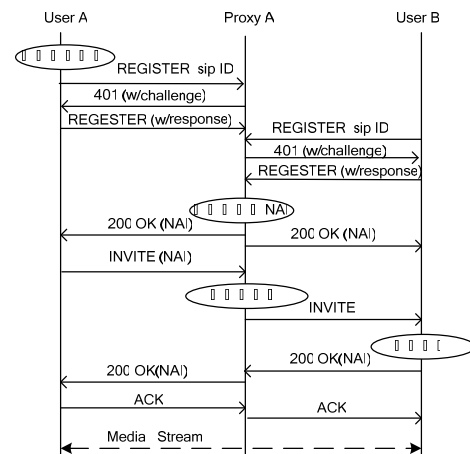 User A
Proxy A
User B
REGISTER sip ID
401 (w/challenge)
REGESTER (w/response)
REGISTER sip ID
401 (w/challenge)
REGESTER (w/response)
NAI
200 OK (NAI)
200 OK (NAI)
INVITE (NAI)
INVITE
200 OK(NAI)
200 OK(NAI)
ACK
ACK
Media Stream